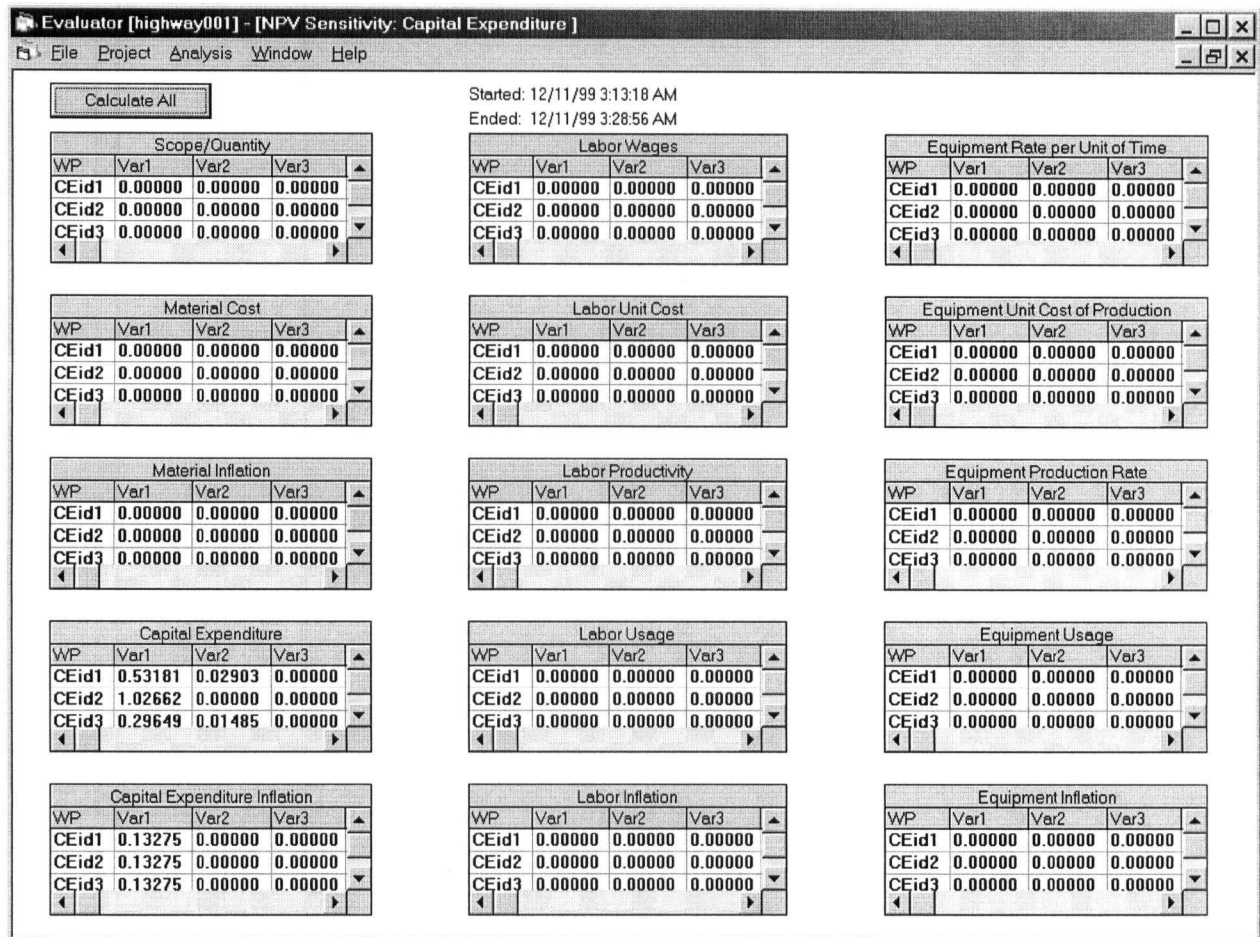 Evaluator [highway001] - [NPV Sensitivity: Capital Expenditure ]
File Project Analysis Window Help
Calculate All
Started: 12/11/99 3:13:18 AM
Ended: 12/11/99 3:28:56 AM
Scope/Quantity
WP Var1 Var2 Var3
CEid1 0.00000 0.00000 0.00000
CEid2 0.00000 0.00000 0.00000
CEid3 0.00000 0.00000 0.00000
Labor Wages
WP Var1 Var2 Var3
CEid1 0.00000 0.00000 0.00000
CEid2 0.00000 0.00000 0.00000
CEid3 0.00000 0.00000 0.00000
Equipment Rate per Unit of Time
WP Var1 Var2 Var3
CEid1 0.00000 0.00000 0.00000
CEid2 0.00000 0.00000 0.00000
CEid3 0.00000 0.00000 0.00000
Material Cost
WP Var1 Var2 Var3
CEid1 0.00000 0.00000 0.00000
CEid2 0.00000 0.00000 0.00000
CEid3 0.00000 0.00000 0.00000
Labor Unit Cost
WP Var1 Var2 Var3
CEid1 0.00000 0.00000 0.00000
CEid2 0.00000 0.00000 0.00000
CEid3 0.00000 0.00000 0.00000
Equipment Unit Cost of Production
WP Var1 Var2 Var3
CEid1 0.00000 0.00000 0.00000
CEid2 0.00000 0.00000 0.00000
CEid3 0.00000 0.00000 0.00000
Material Inflation
WP Var1 Var2 Var3
CEid1 0.00000 0.00000 0.00000
CEid2 0.00000 0.00000 0.00000
CEid3 0.00000 0.00000 0.00000
Labor Productivity
WP Var1 Var2 Var3
CEid1 0.00000 0.00000 0.00000
CEid2 0.00000 0.00000 0.00000
CEid3 0.00000 0.00000 0.00000
Equipment Production Rate
WP Var1 Var2 Var3
CEid1 0.00000 0.00000 0.00000
CEid2 0.00000 0.00000 0.00000
CEid3 0.00000 0.00000 0.00000
Capital Expenditure
WP Var1 Var2 Var3
CEid1 0.53181 0.02903 0.00000
CEid2 1.02662 0.00000 0.00000
CEid3 0.29649 0.01485 0.00000
Labor Usage
WP Var1 Var2 Var3
CEid1 0.00000 0.00000 0.00000
CEid2 0.00000 0.00000 0.00000
CEid3 0.00000 0.00000 0.00000
Equipment Usage
WP Var1 Var2 Var3
CEid1 0.00000 0.00000 0.00000
CEid2 0.00000 0.00000 0.00000
CEid3 0.00000 0.00000 0.00000
Capital Expenditure Inflation
WP Var1 Var2 Var3
CEid1 0.13275 0.00000 0.00000
CEid2 0.13275 0.00000 0.00000
CEid3 0.13275 0.00000 0.00000
Labor Inflation
WP Var1 Var2 Var3
CEid1 0.00000 0.00000 0.00000
CEid2 0.00000 0.00000 0.00000
CEid3 0.00000 0.00000 0.00000
Equipment Inflation
WP Var1 Var2 Var3
CEid1 0.00000 0.00000 0.00000
CEid2 0.00000 0.00000 0.00000
CEid3 0.00000 0.00000 0.00000